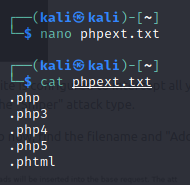 ┌──(kali㉿kali)-[~]
└─$ nano phpext.txt
┌──(kali㉿kali)-[~]
└─$ cat phpext.txt
.php
.php3
.php4
.php5
.phtml